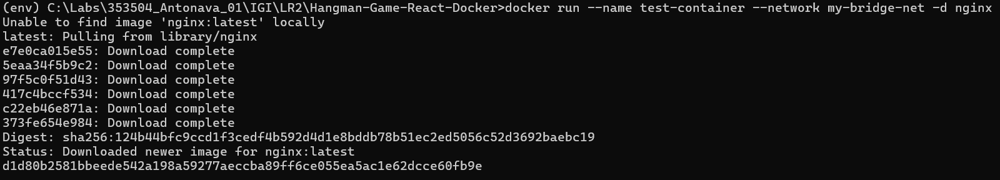 (env) C:\Labs\353504_Antonava_01\IGI\LR2\Hangman-Game-React-Docker>docker run --name test-container --network my-bridge-net -d nginx
Unable to find image 'nginx:latest' locally
latest: Pulling from library/nginx
e7e0ca015e55: Download complete
5eaa34f5b9c2: Download complete
97f5c0f51d43: Download complete
417c4bccf534: Download complete
c22eb46e871a: Download complete
373fe654e984: Download complete
Digest: sha256:124b44bfc9ccd1f3cedf4b592d4d1e8bddb78b51ec2ed5056c52d3692baebc19
Status: Downloaded newer image for nginx:latest
d1d80b2581bbeede542a198a59277aeccba89ff6ce055ea5ac1e62dcce60fb9e